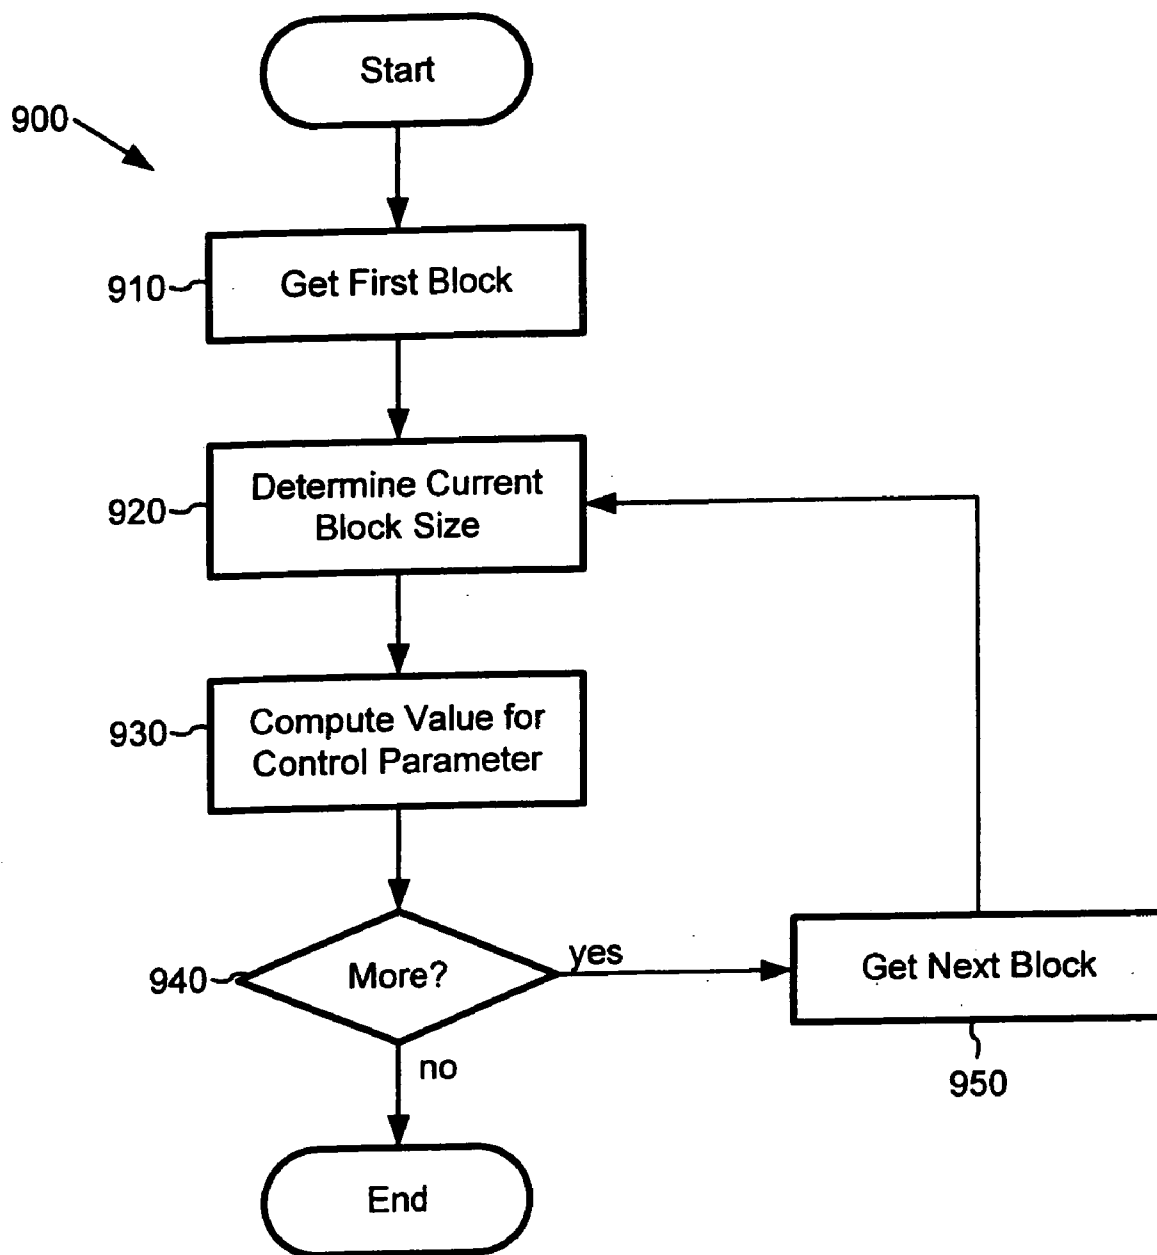 Start
900
910
Get First Block
920
Determine Current
Block Size
930
Compute Value for
Control Parameter
940
More?
yes
Get Next Block
950
no
End